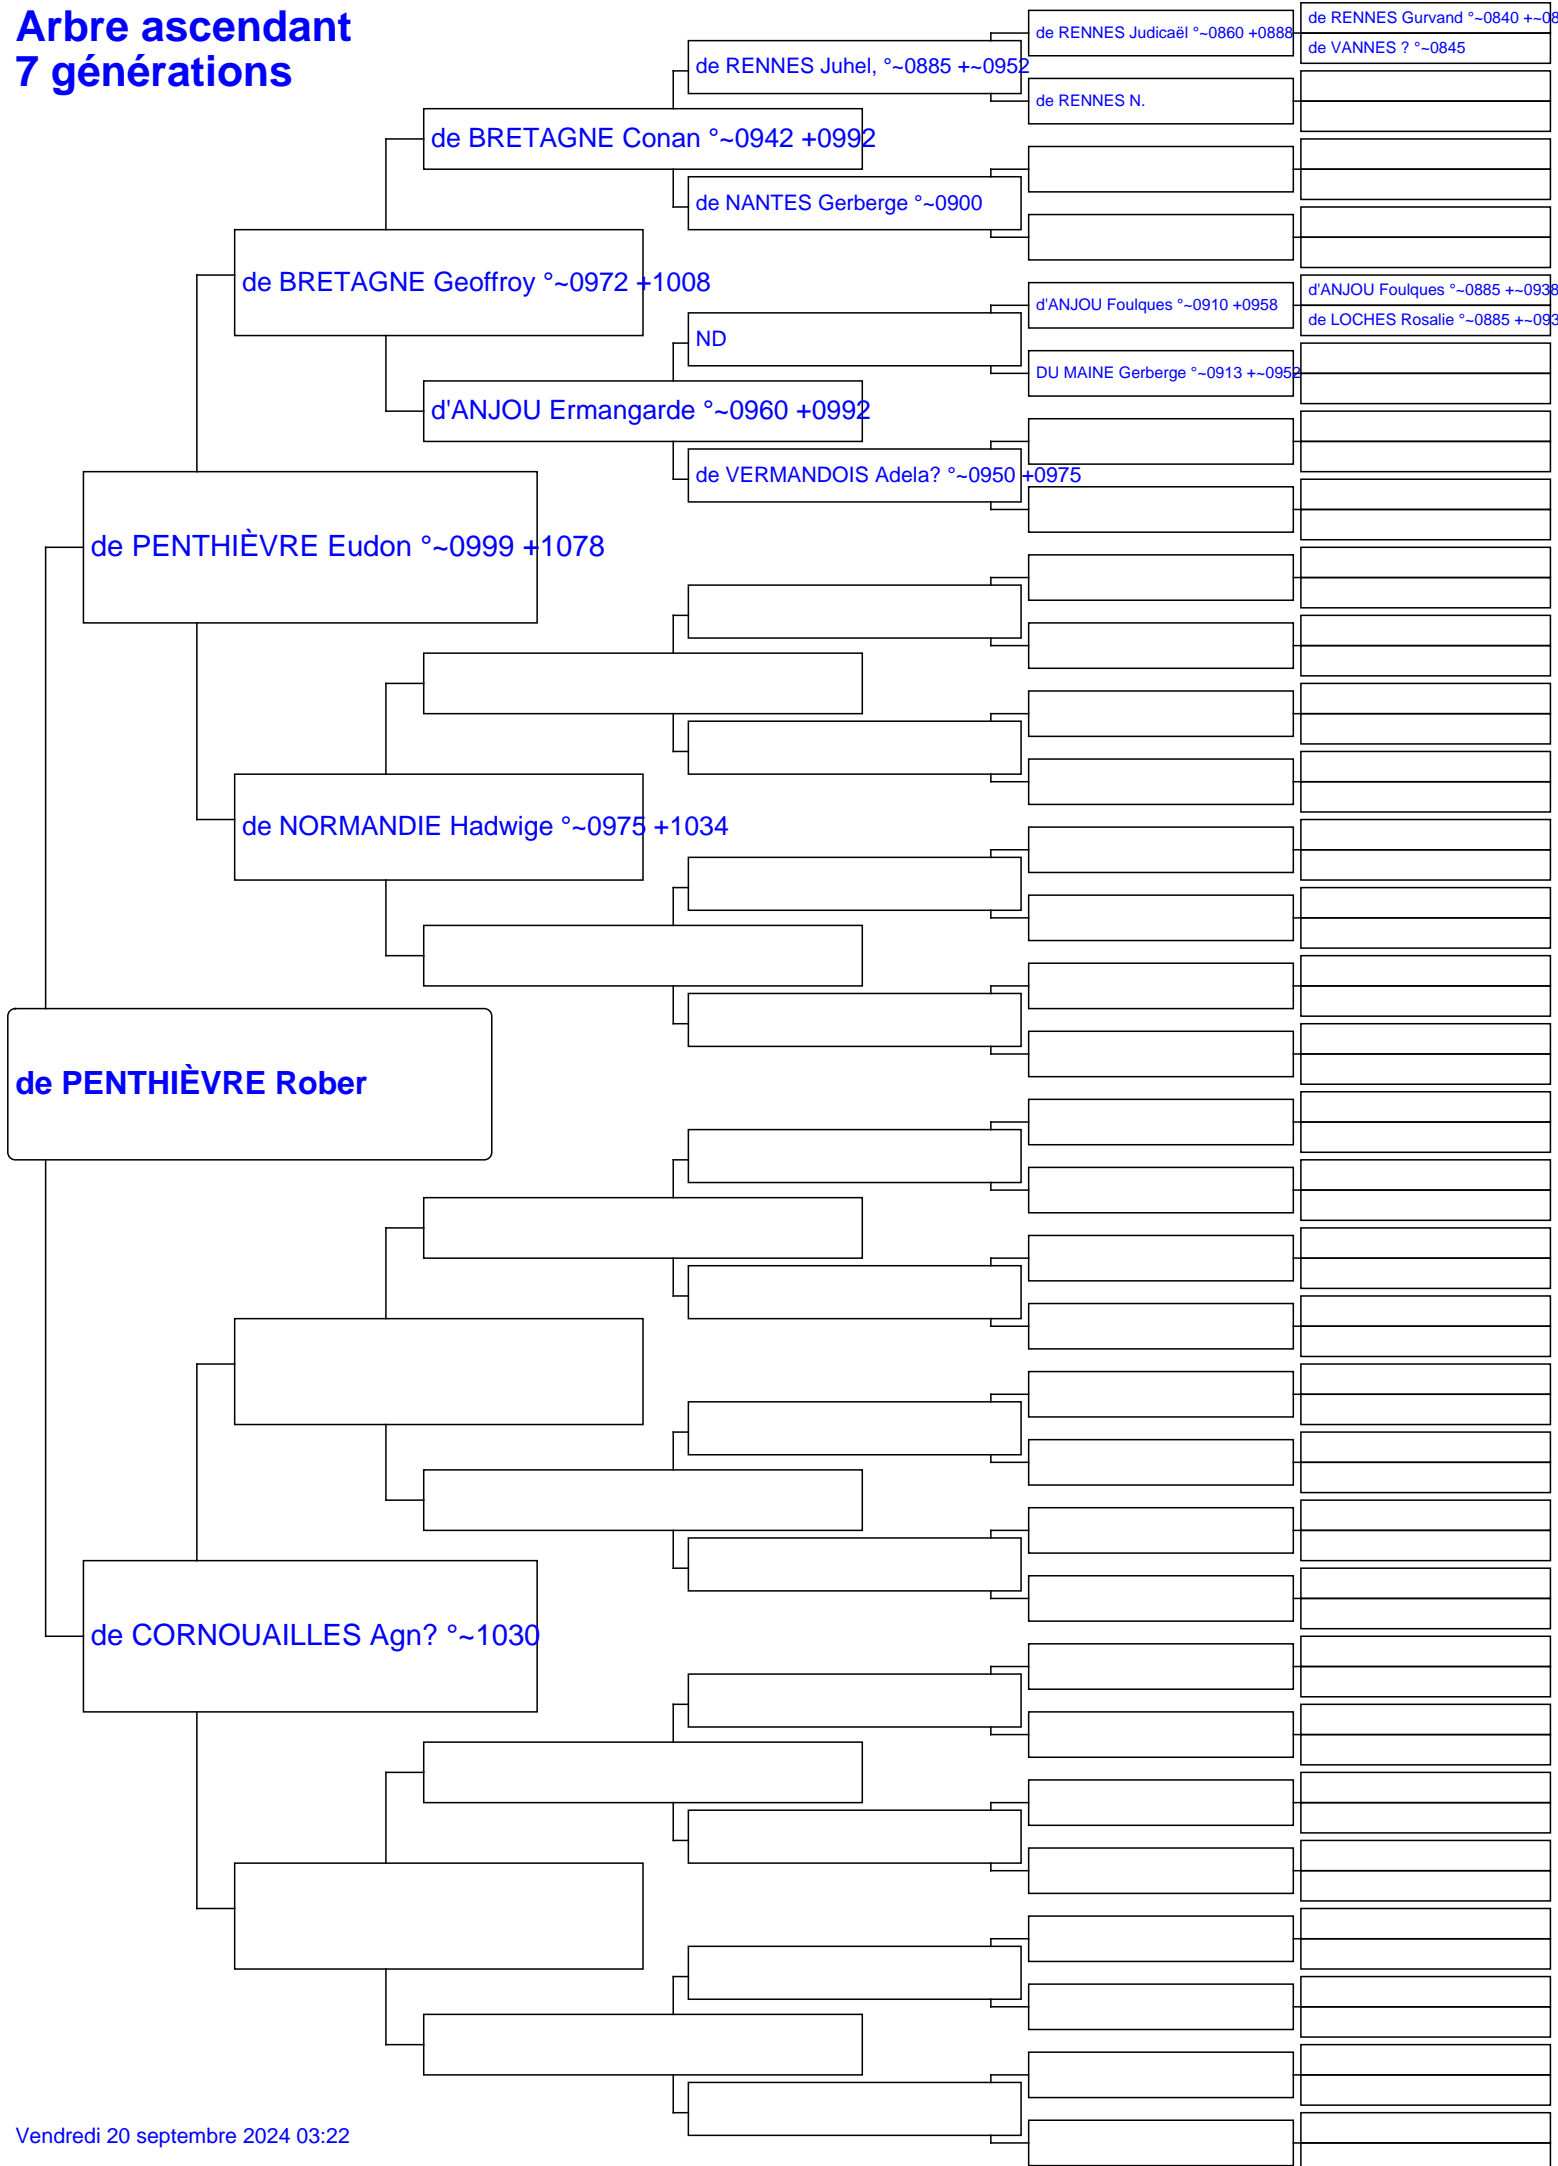 Arbre ascendant
7 générations
de RENNES Gurvand °~0840 +~08
de RENNES Judicaël °~0860 +0888
de VANNES ? °~0845
de RENNES Juhel, °~0885 +~0952
de RENNES N.
de BRETAGNE Conan °~0942 +0992
de NANTES Gerberge °~0900
de BRETAGNE Geoffroy °~0972 +1008
d'ANJOU Foulques °~0885 +~0938
d'ANJOU Foulques °~0910 +0958
de LOCHES Rosalie °~0885 +~093
ND
DU MAINE Gerberge °~0913 +~0952
d'ANJOU Ermangarde °~0960 +0992
de VERMANDOIS Adela? °~0950 +0975
de PENTHIÈVRE Eudon °~0999 +1078
de NORMANDIE Hadwige °~0975 +1034
de PENTHIÈVRE Rober
de CORNOUAILLES Agn? °~1030
Vendredi 20 septembre 2024 03:22